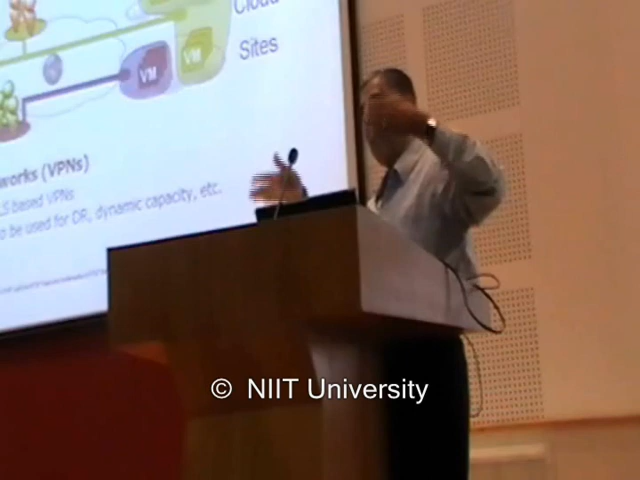 Cloud
Sites
VM
VM
works (VPNs)
LS based VPNs
o be used for DR, dynamic capacity, etc.
© NIIT University